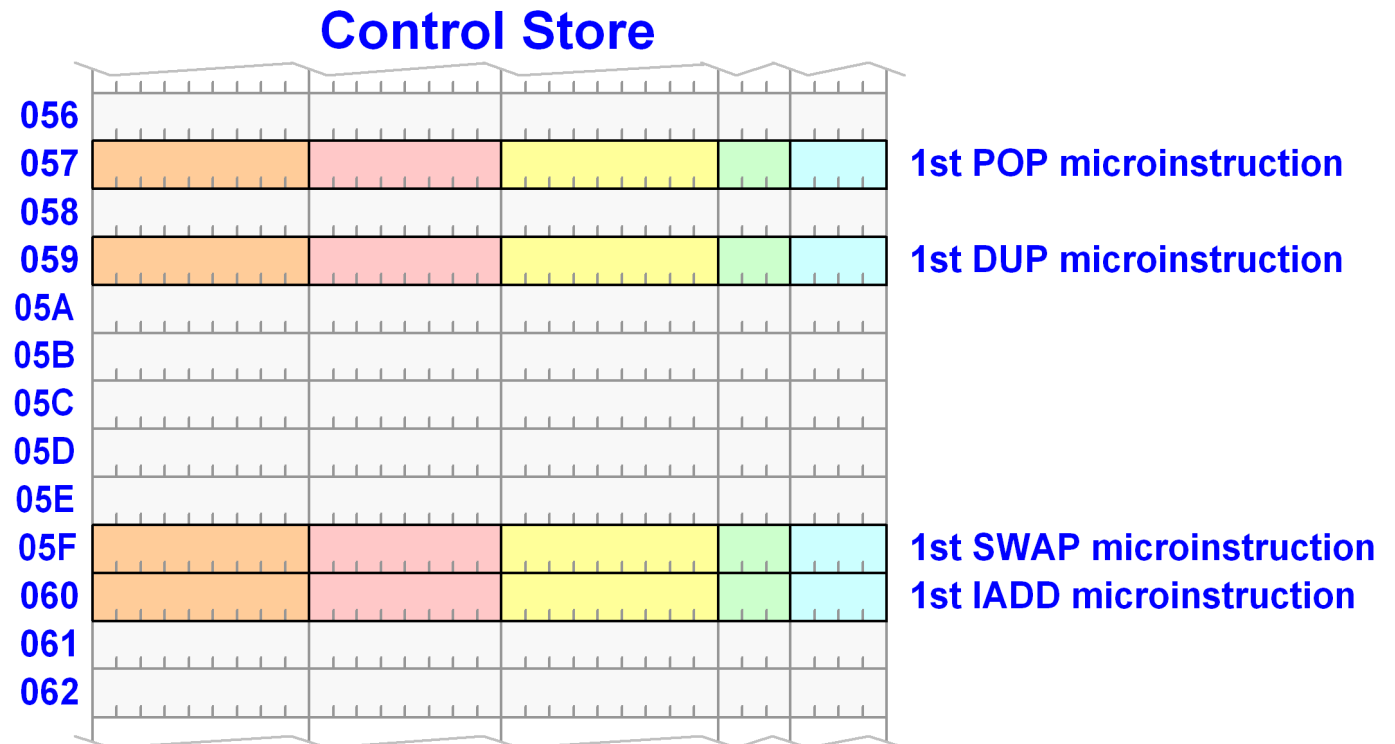 Control Store
056
057 1st POP microinstruction
058
059 1st DUP microinstruction
05A
05B
05C
05D
05E
05F 1st SWAP microinstruction
060 1st IADD microinstruction
061
062